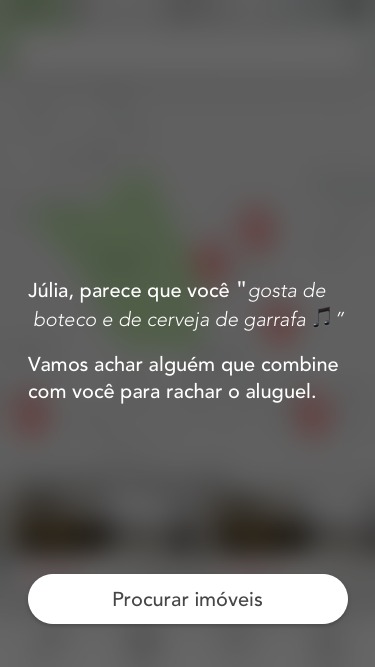 Júlia, parece que você "gosta de
boteco e de cerveja de garrafa 🎵"
Vamos achar alguém que combine
com você para rachar o aluguel.
Procurar imóveis